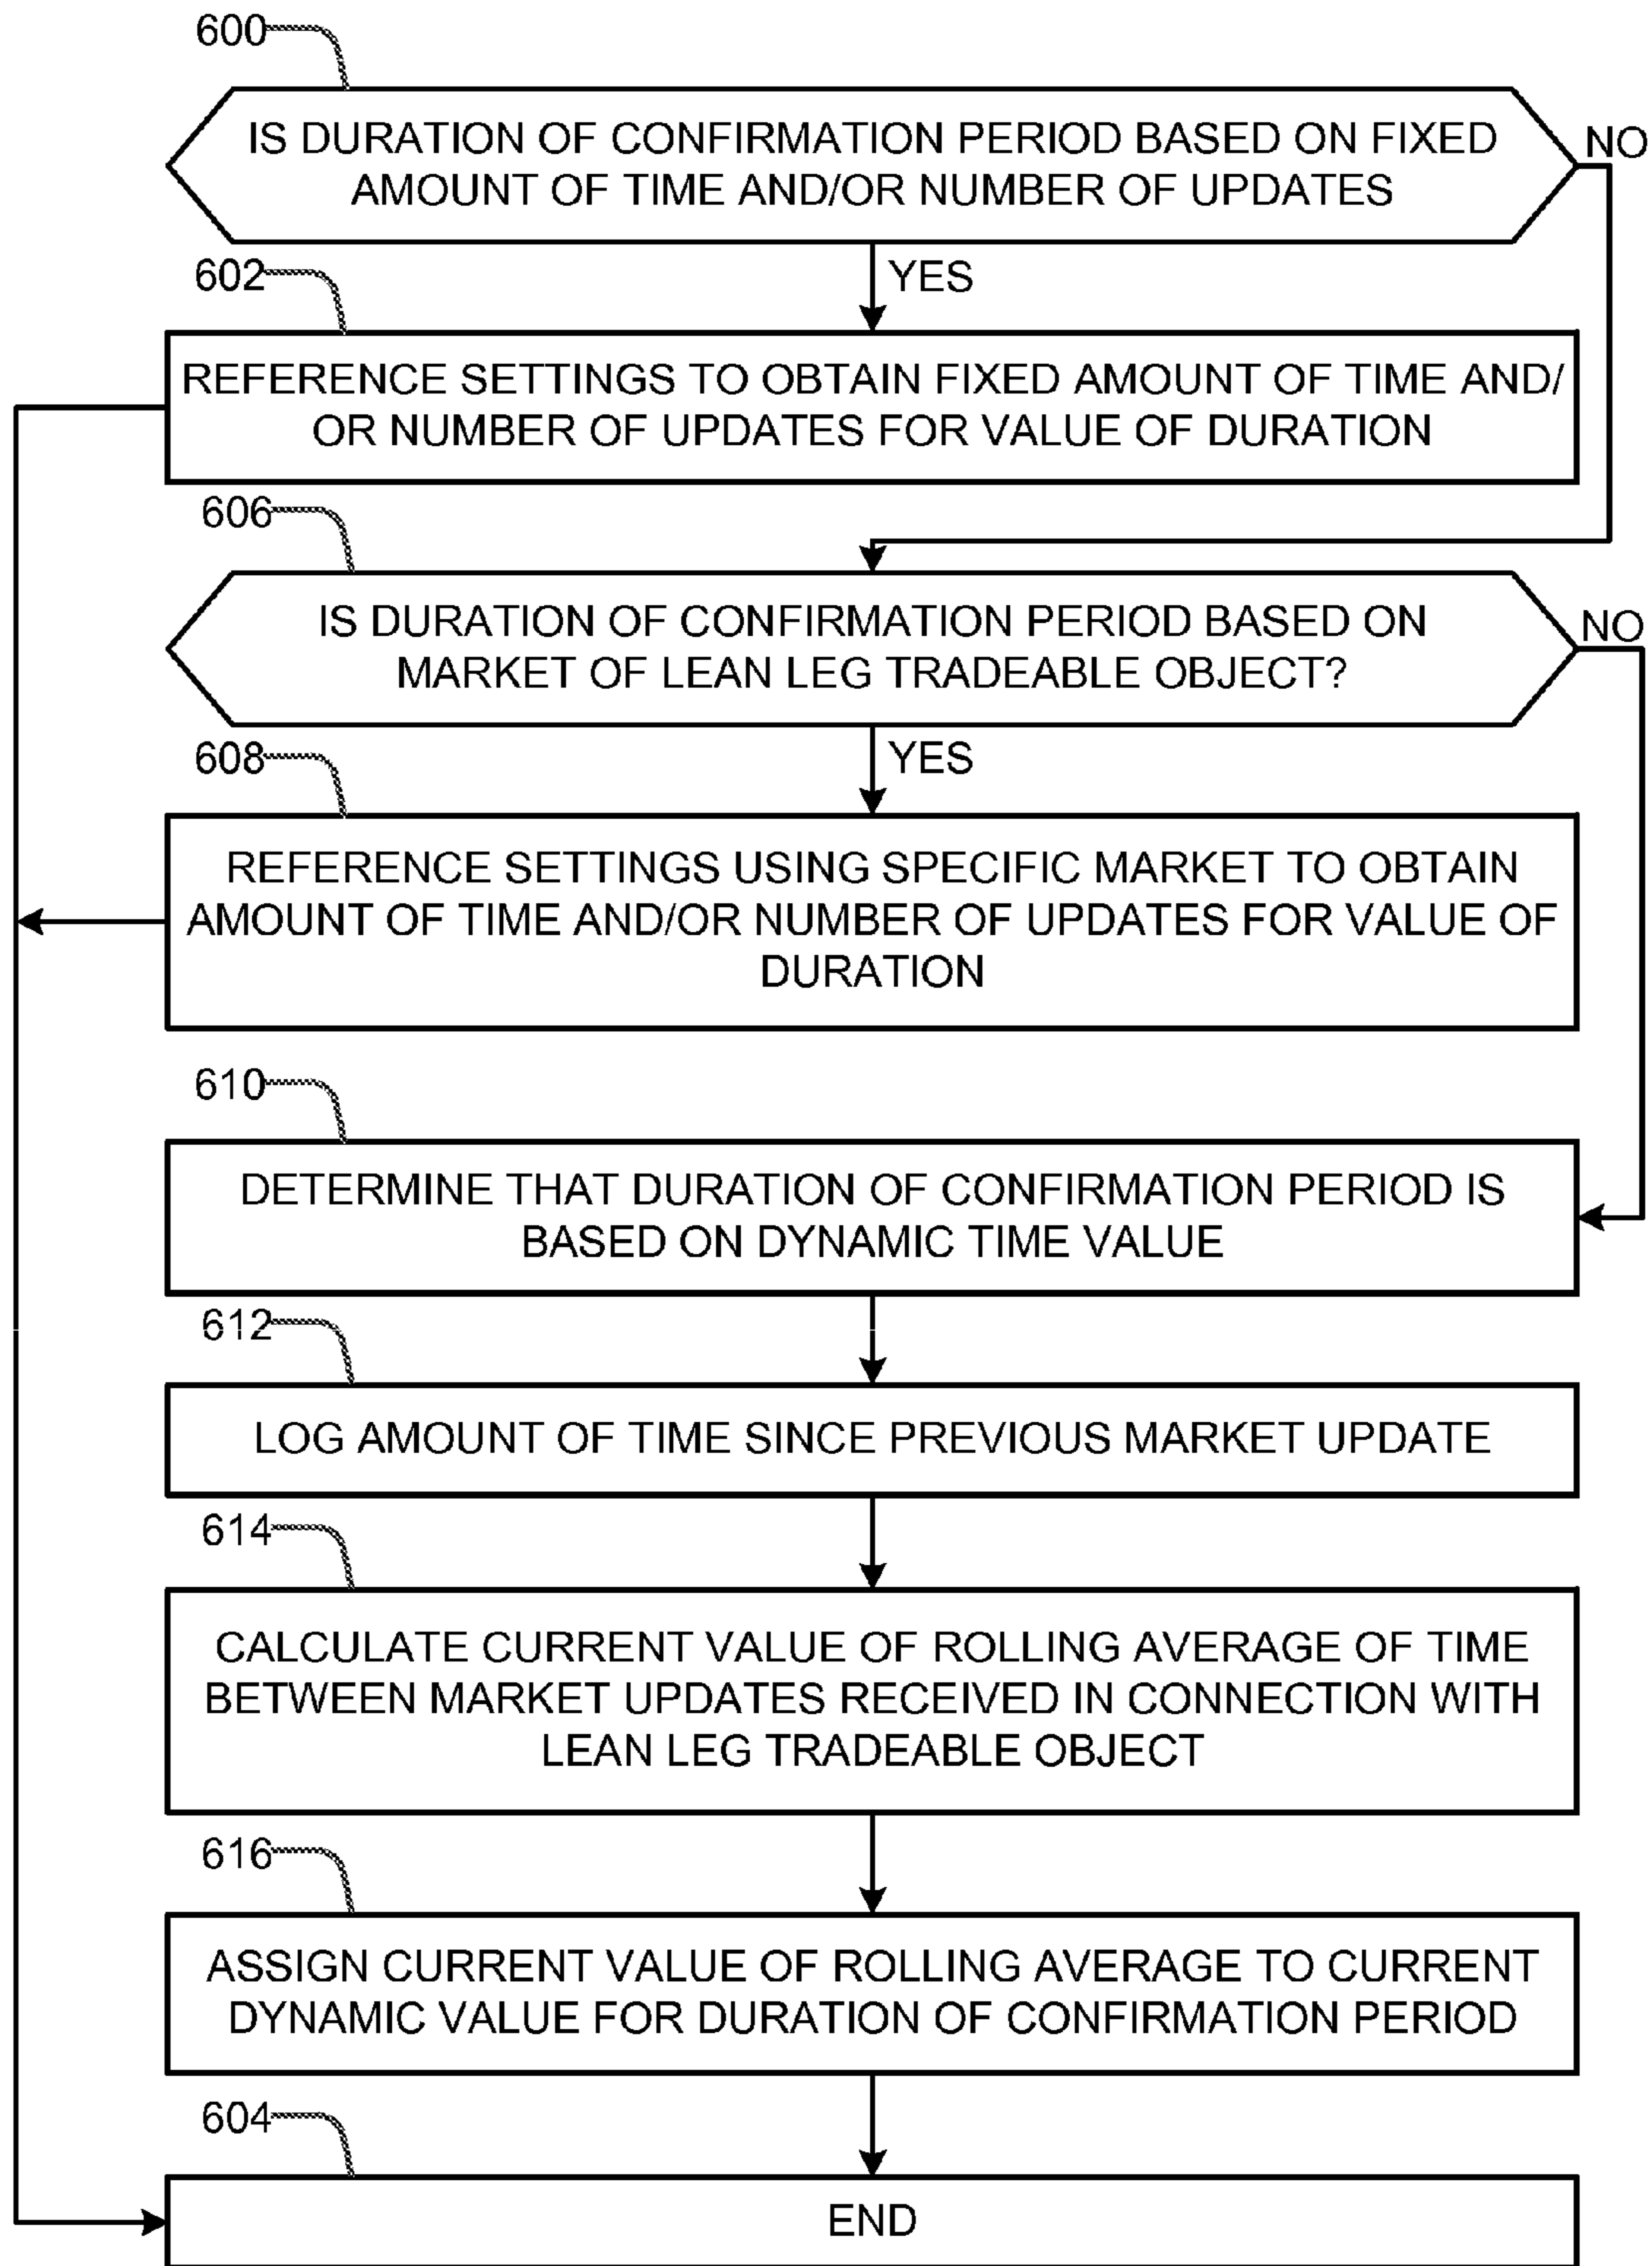 600
IS DURATION OF CONFIRMATION PERIOD BASED ON FIXED
AMOUNT OF TIME AND/OR NUMBER OF UPDATES
NO
YES
602
REFERENCE SETTINGS TO OBTAIN FIXED AMOUNT OF TIME AND/
OR NUMBER OF UPDATES FOR VALUE OF DURATION
606
IS DURATION OF CONFIRMATION PERIOD BASED ON
MARKET OF LEAN LEG TRADEABLE OBJECT?
NO
YES
608
REFERENCE SETTINGS USING SPECIFIC MARKET TO OBTAIN
AMOUNT OF TIME AND/OR NUMBER OF UPDATES FOR VALUE OF
DURATION
610
DETERMINE THAT DURATION OF CONFIRMATION PERIOD IS
BASED ON DYNAMIC TIME VALUE
612
LOG AMOUNT OF TIME SINCE PREVIOUS MARKET UPDATE
614
CALCULATE CURRENT VALUE OF ROLLING AVERAGE OF TIME
BETWEEN MARKET UPDATES RECEIVED IN CONNECTION WITH
LEAN LEG TRADEABLE OBJECT
616
ASSIGN CURRENT VALUE OF ROLLING AVERAGE TO CURRENT
DYNAMIC VALUE FOR DURATION OF CONFIRMATION PERIOD
604
END